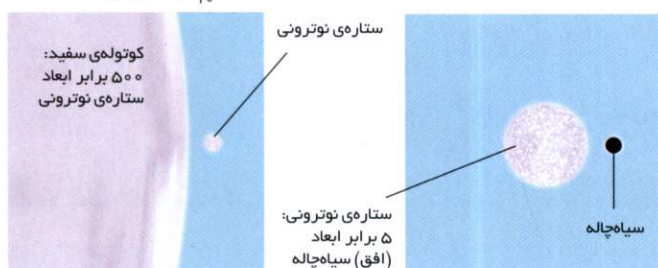 کوتوله‌ی سفید:
۵۰۰ برابر ابعاد
ستاره‌ی نوترونی
ستاره‌ی نوترونی
ستاره‌ی نوترونی:
۵ برابر ابعاد
(افق) سیاه‌چاله
سیاه‌چاله